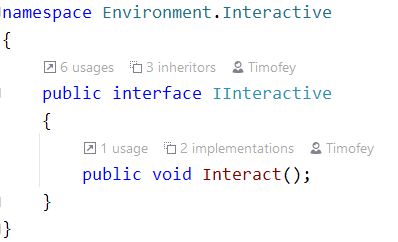 namespace Environment.Interactive
{
6 usages 3 inheritors Timofey
public interface IInteractive
{
1 usage 2 implementations Timofey
public void Interact();
}
}